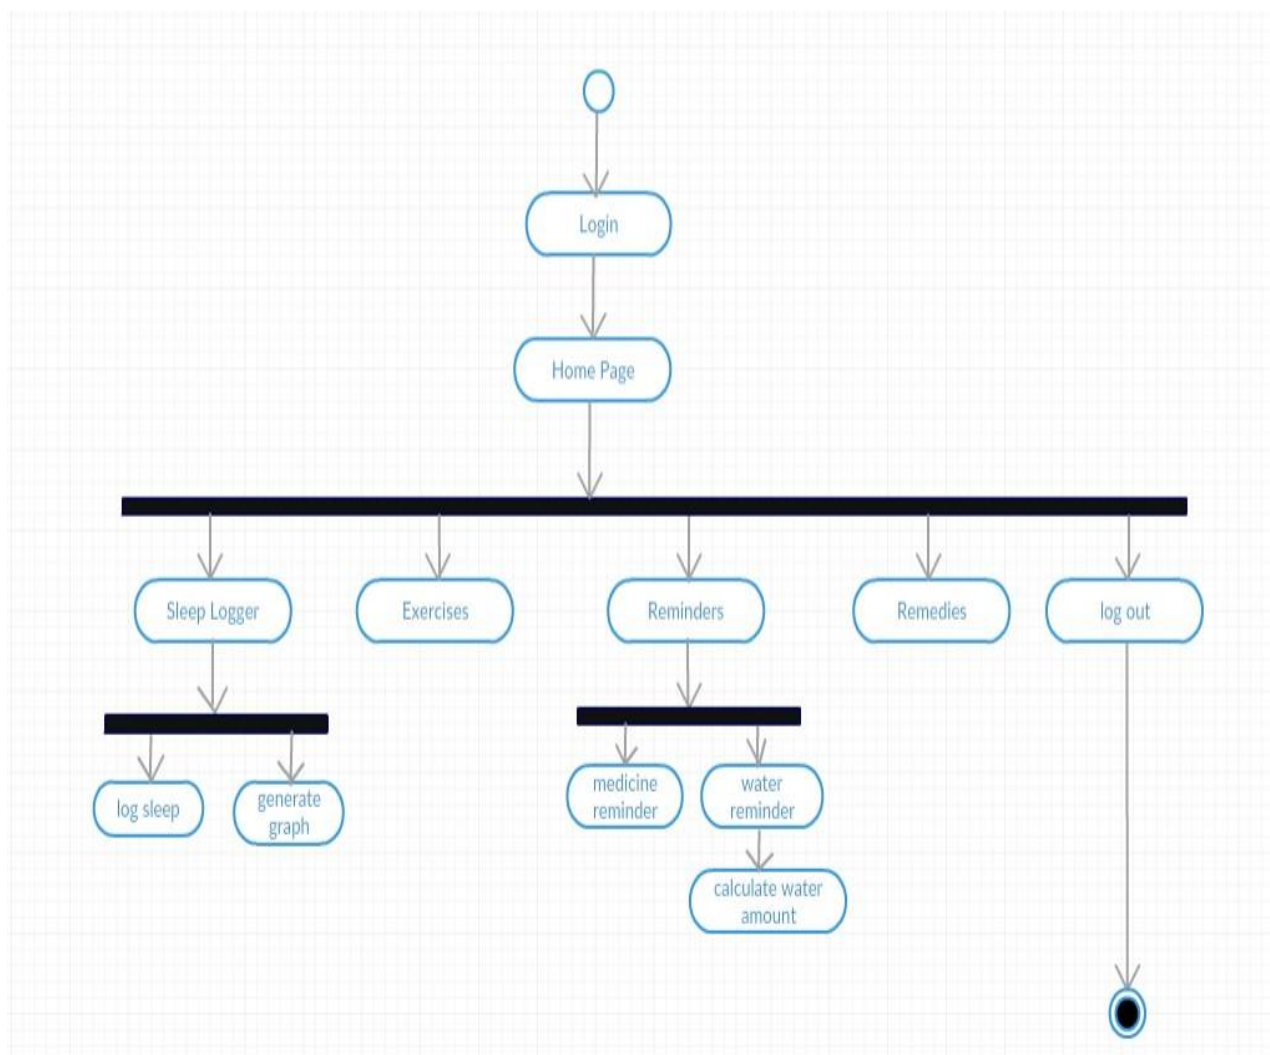 Login
Home Page
Sleep Logger
Exercises
Reminders
Remedies
log out
log sleep
generate
graph
medicine
reminder
water
reminder
calculate water
amount